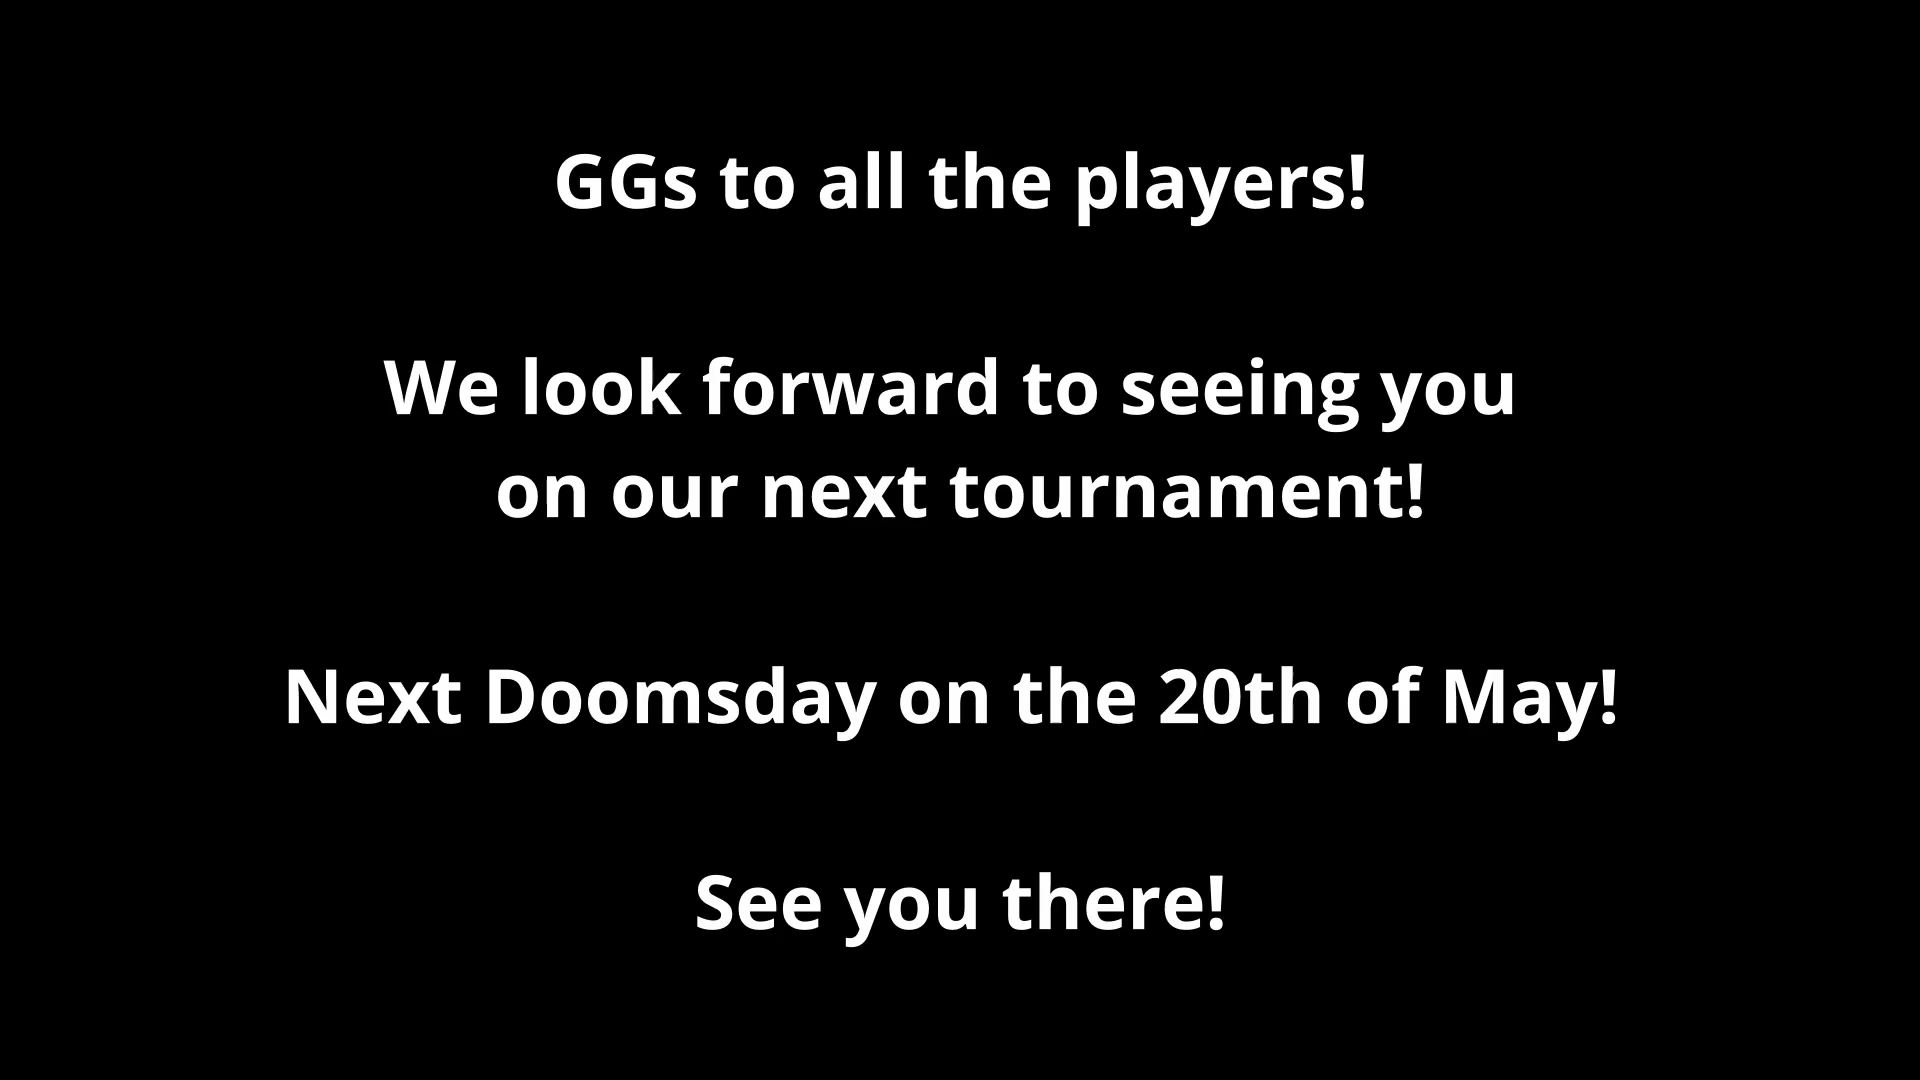 GGs to all the players!
We look forward to seeing you
on our next tournament!
Next Doomsday on the 20th of May!
See you there!